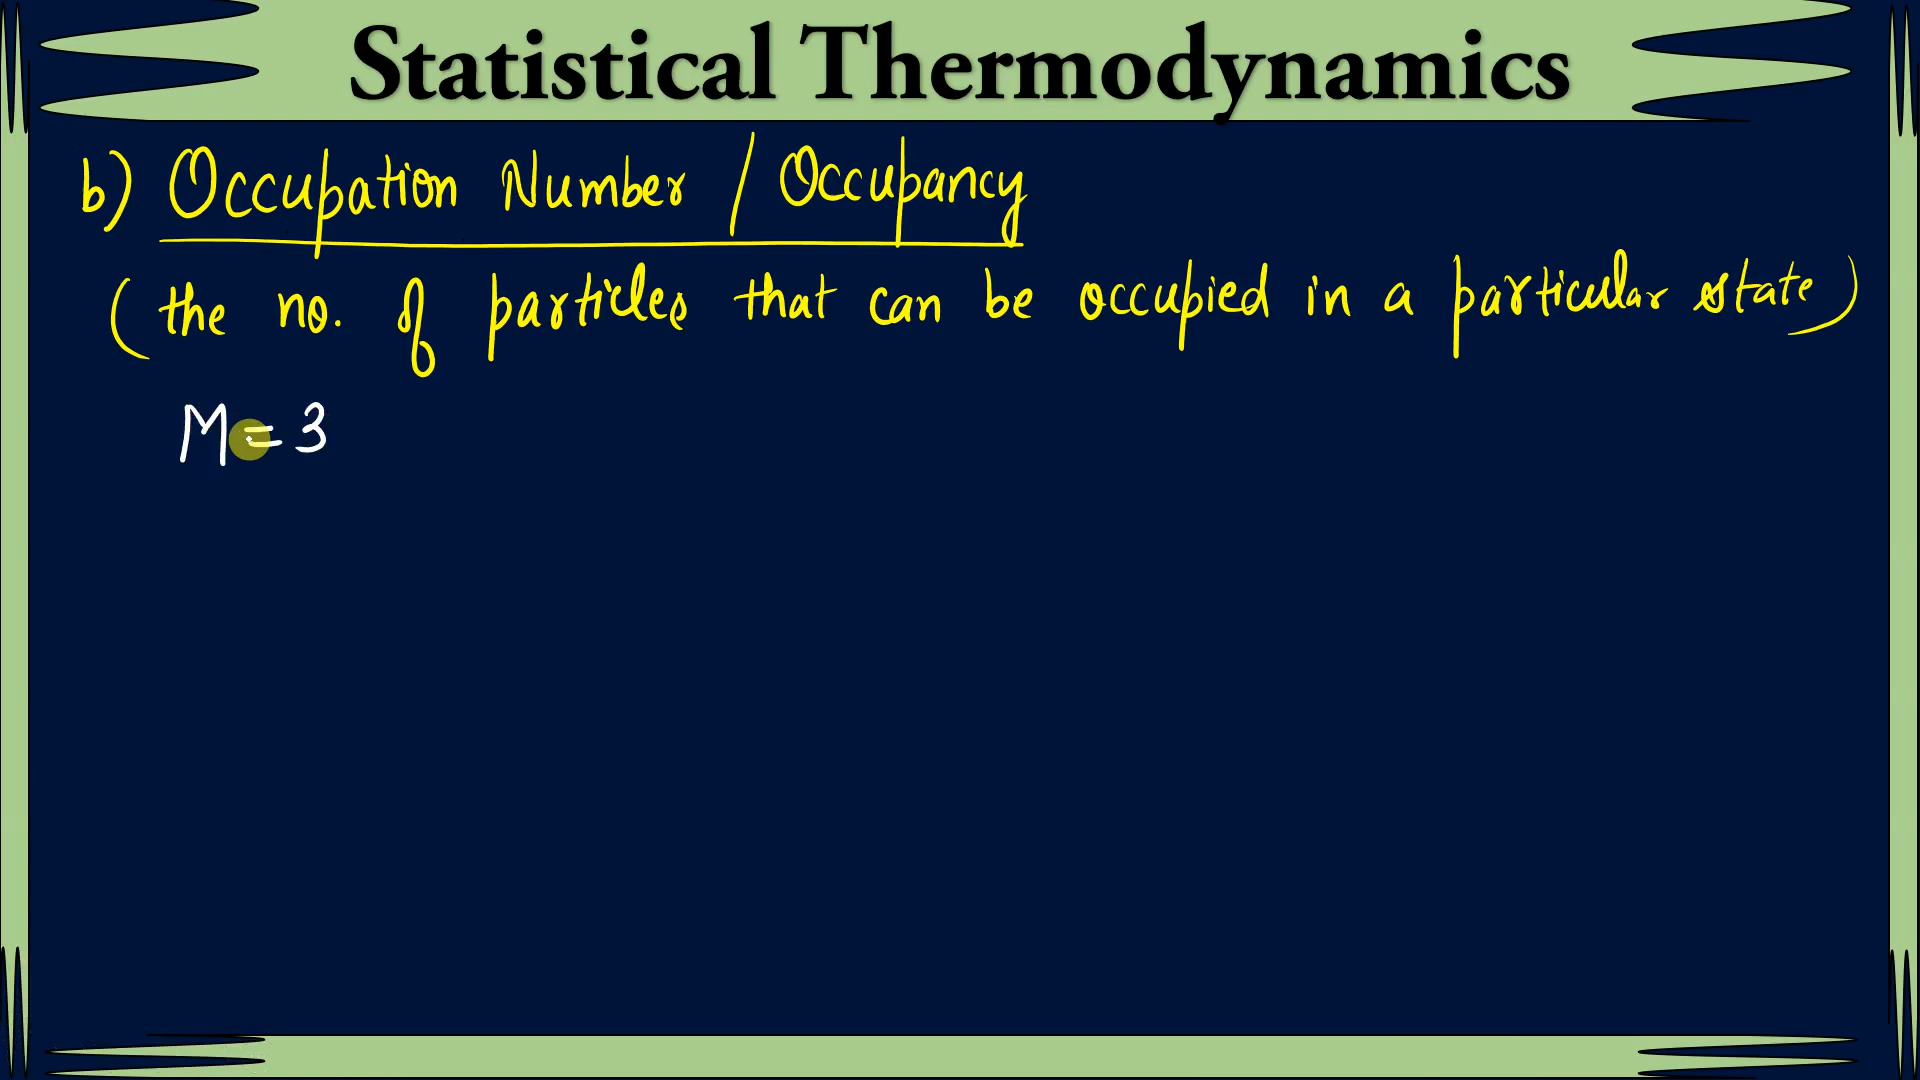 Statistical Thermodynamics
b) Occupation Number / Occupancy
(the no. of particles that can be occupied in a particular state)
M = 3